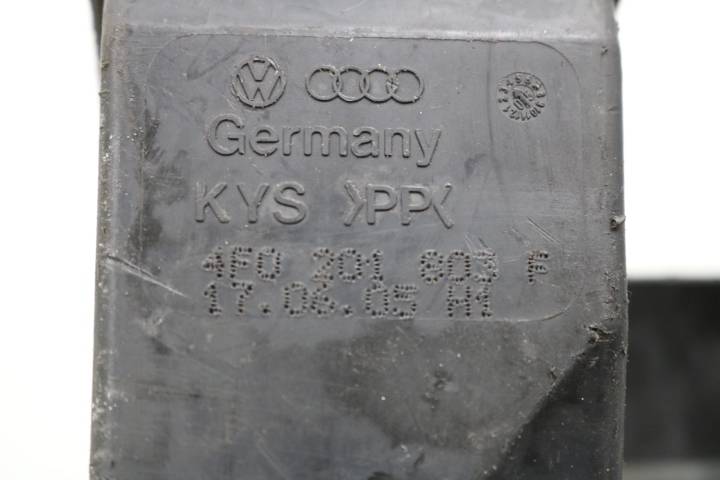 Germany
KYS >PP<
4F0 201 803 F
17.06.05 H1